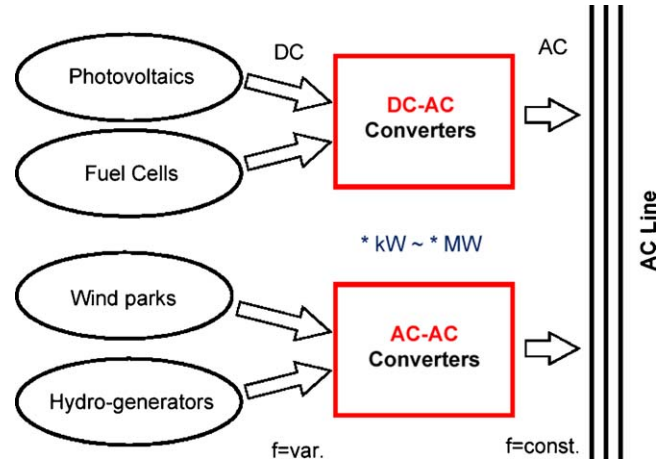 Photovoltaics
DC
AC
DC-AC
Converters
Fuel Cells
* kW ~ * MW
Wind parks
AC-AC
Converters
Hydro-generators
f=var.
f=const.
AC Line